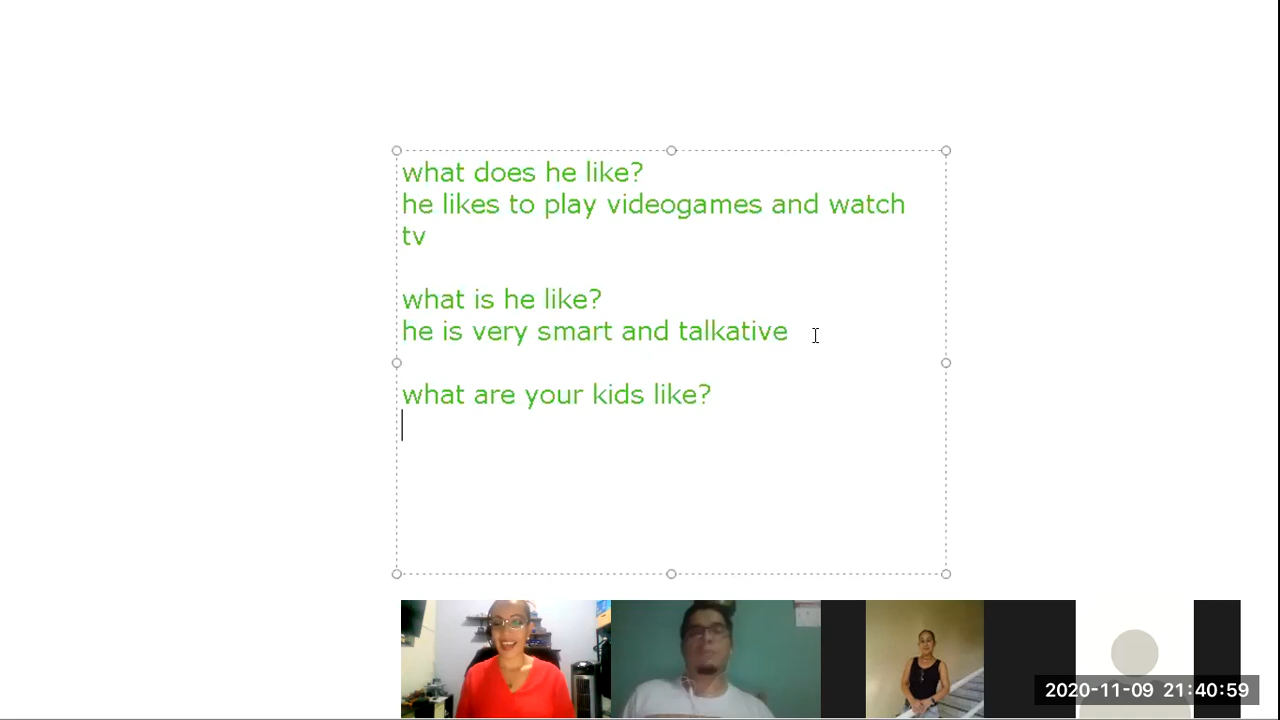 what does he like?
he likes to play videogames and watch
tv
what is he like?
he is very smart and talkative
what are your kids like?
2020-11-09 21:40:59